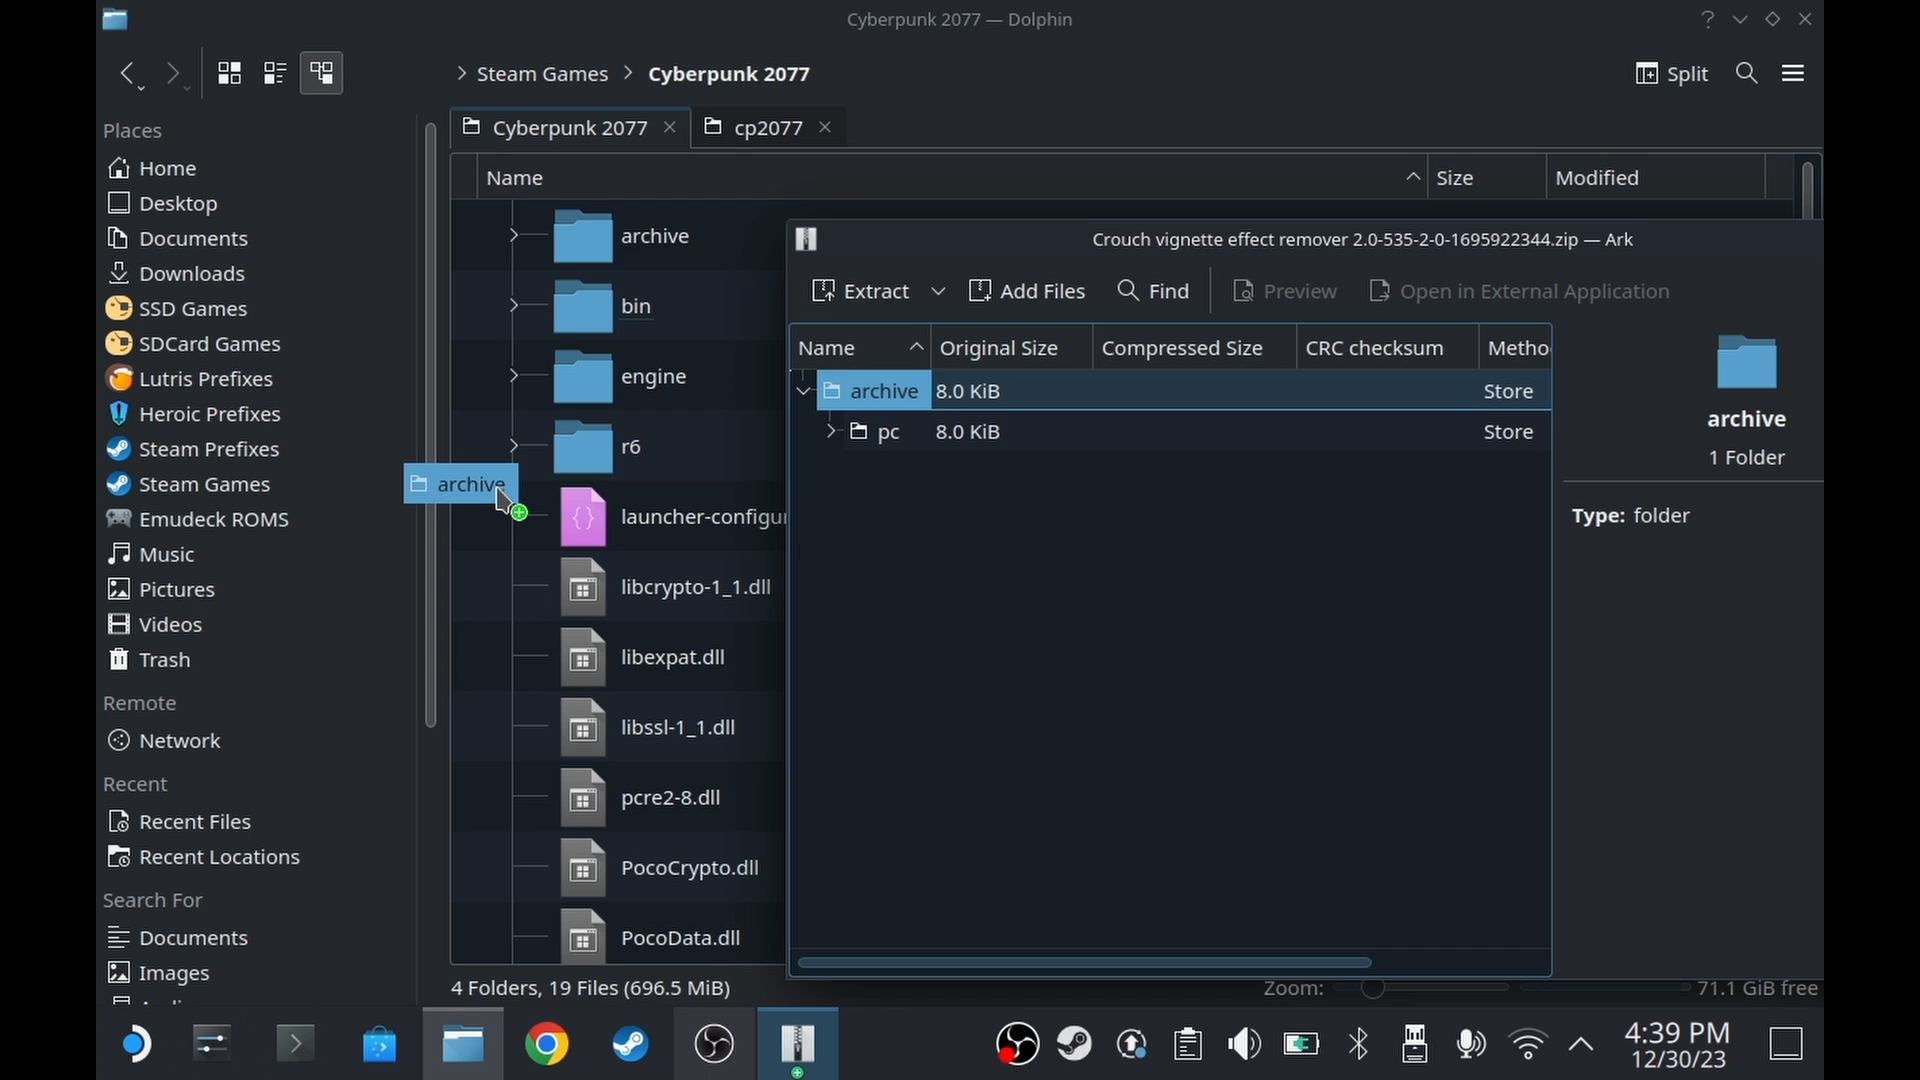 Cyberpunk 2077 — Dolphin
Steam Games
Cyberpunk 2077
Split
Places
Home
Desktop
Documents
Downloads
SSD Games
SDCard Games
Lutris Prefixes
Heroic Prefixes
Steam Prefixes
Steam Games
Emudeck ROMS
Music
Pictures
Videos
Trash
Remote
Network
Recent
Recent Files
Recent Locations
Search For
Documents
Images
Cyberpunk 2077
cp2077
Name
Size
Modified
archive
bin
engine
r6
archive
launcher-configur
libcrypto-1_1.dll
libexpat.dll
libssl-1_1.dll
pcre2-8.dll
PocoCrypto.dll
PocoData.dll
Crouch vignette effect remover 2.0-535-2-0-1695922344.zip — Ark
Extract
Add Files
Find
Preview
Open in External Application
Name
Original Size
Compressed Size
CRC checksum
Metho
archive 8.0 KiB Store
pc 8.0 KiB Store
archive
1 Folder
Type: folder
4 Folders, 19 Files (696.5 MiB)
Zoom:
71.1 GiB free
4:39 PM
12/30/23